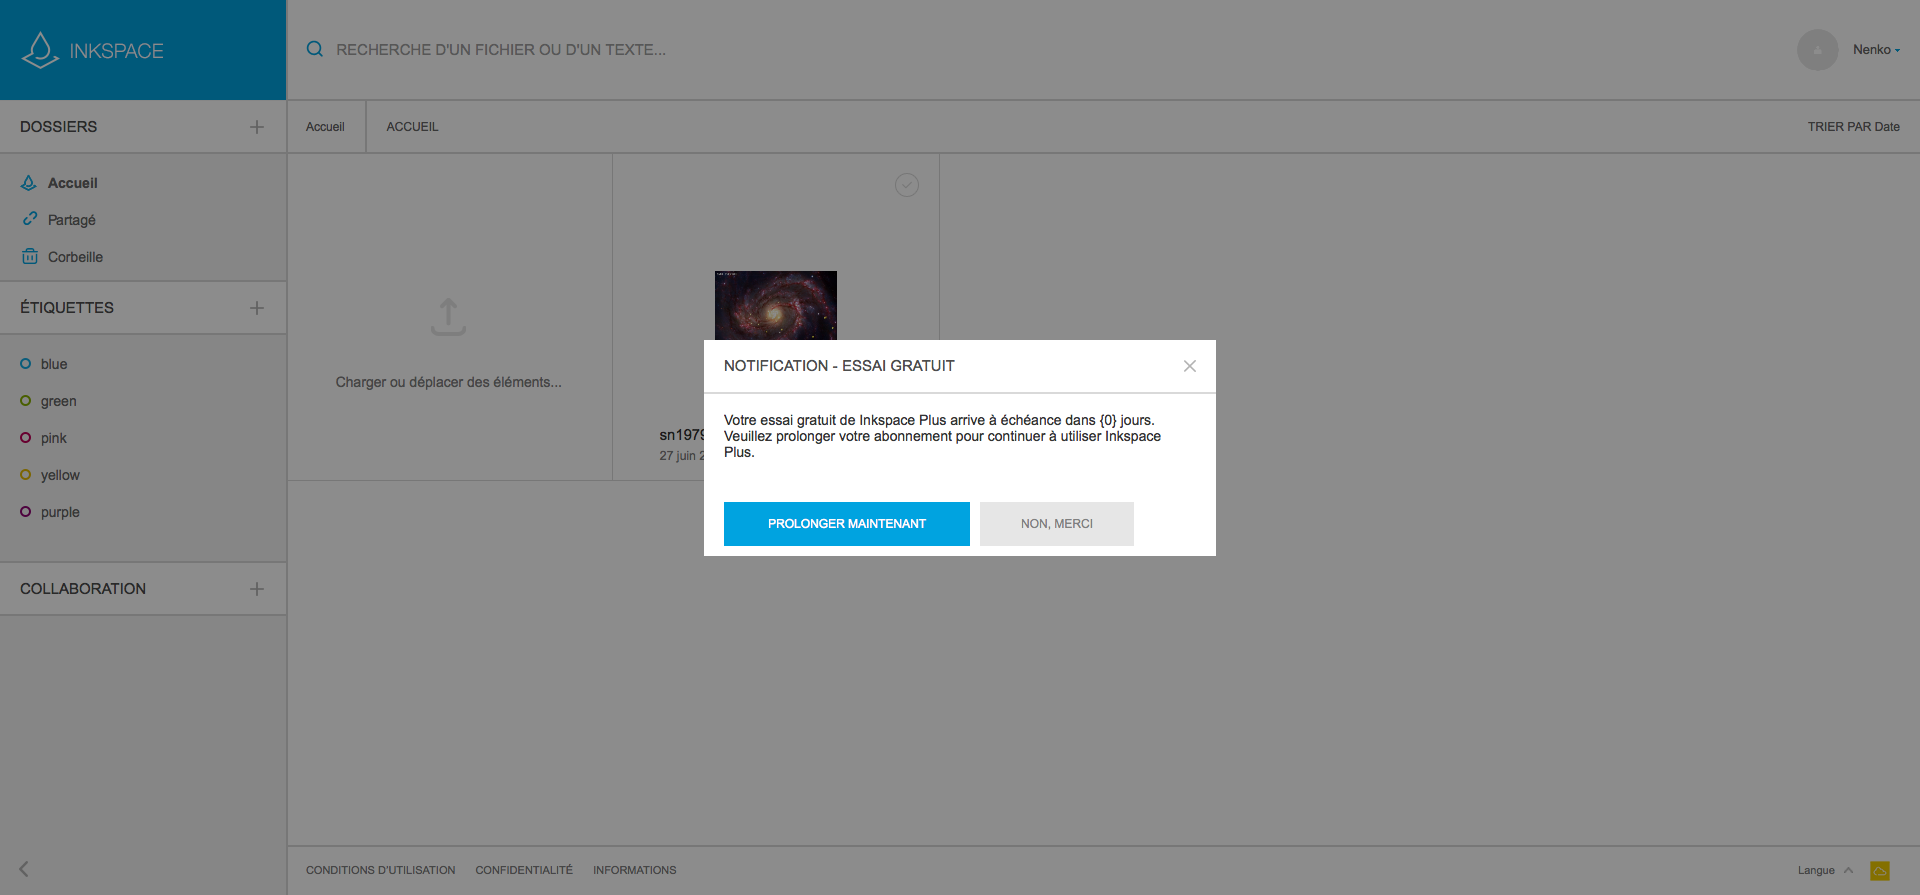 INKSPACE
RECHERCHE D'UN FICHIER OU D'UN TEXTE...
Nenko
DOSSIERS
Accueil
ACCUEIL
TRIER PAR Date
Accueil
Partagé
Corbeille
ÉTIQUETTES
blue
green
pink
yellow
purple
COLLABORATION
Charger ou déplacer des éléments...
sn1979
27 juin
NOTIFICATION - ESSAI GRATUIT
Votre essai gratuit de Inkspace Plus arrive à échéance dans {0} jours.
Veuillez prolonger votre abonnement pour continuer à utiliser Inkspace
Plus.
PROLONGER MAINTENANT
NON, MERCI
CONDITIONS D'UTILISATION
CONFIDENTIALITÉ
INFORMATIONS
Langue